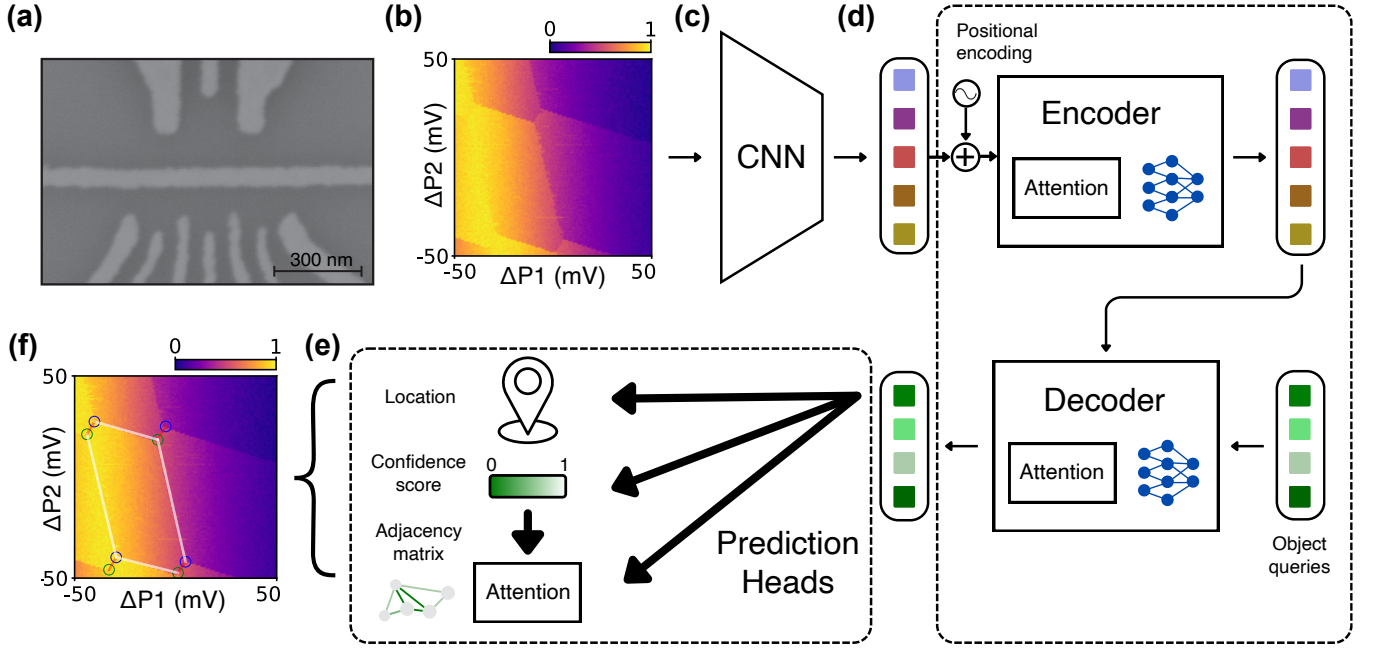 (a)
300 nm
(b)
0 1
50
ΔP2 (mV)
-50
-50 50
ΔP1 (mV)
(c)
CNN
(d)
Positional
encoding
Encoder
Attention
Decoder
Attention
Object
queries
(e)
Location
Confidence
score
0 1
Adjacency
matrix
Attention
Prediction
Heads
(f)
0 1
50
ΔP2 (mV)
-50
-50 50
ΔP1 (mV)